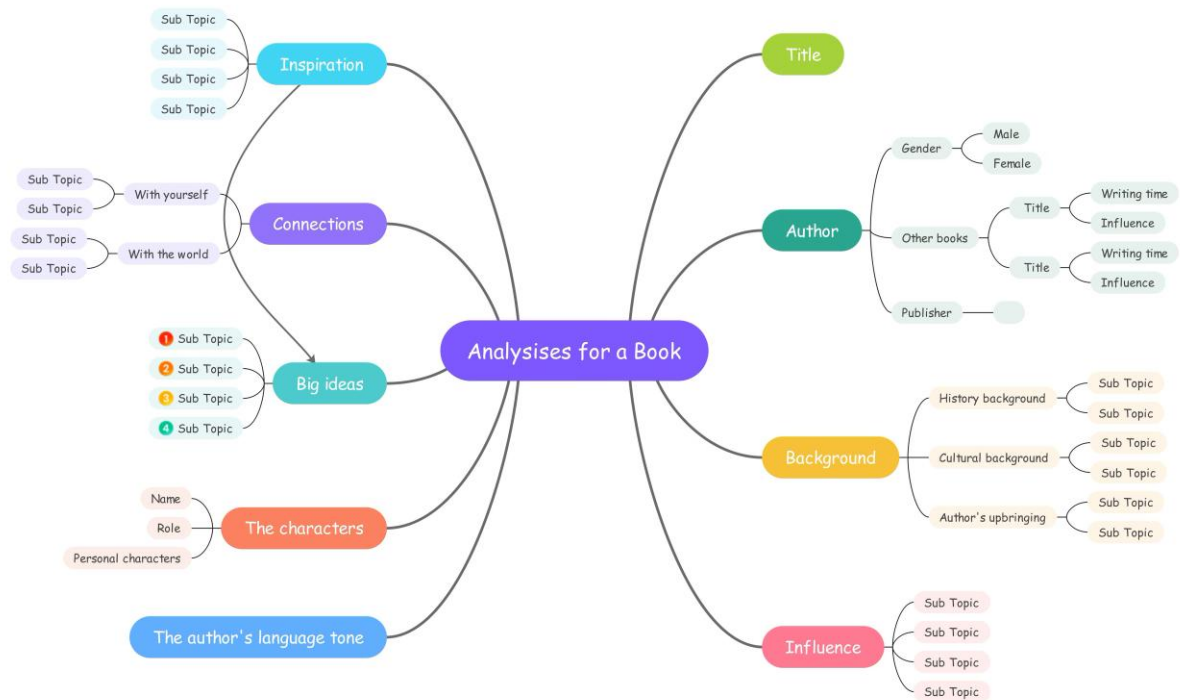 Analysises for a Book
Title
Author
Gender
Male
Female
Other books
Title
Writing time
Influence
Title
Writing time
Influence
Publisher
Background
History background
Sub Topic
Sub Topic
Cultural background
Sub Topic
Sub Topic
Author's upbringing
Sub Topic
Sub Topic
Influence
Sub Topic
Sub Topic
Sub Topic
Sub Topic
Inspiration
Sub Topic
Sub Topic
Sub Topic
Sub Topic
Connections
With yourself
Sub Topic
Sub Topic
With the world
Sub Topic
Sub Topic
Big ideas
1 Sub Topic
2 Sub Topic
3 Sub Topic
4 Sub Topic
The characters
Name
Role
Personal characters
The author's language tone